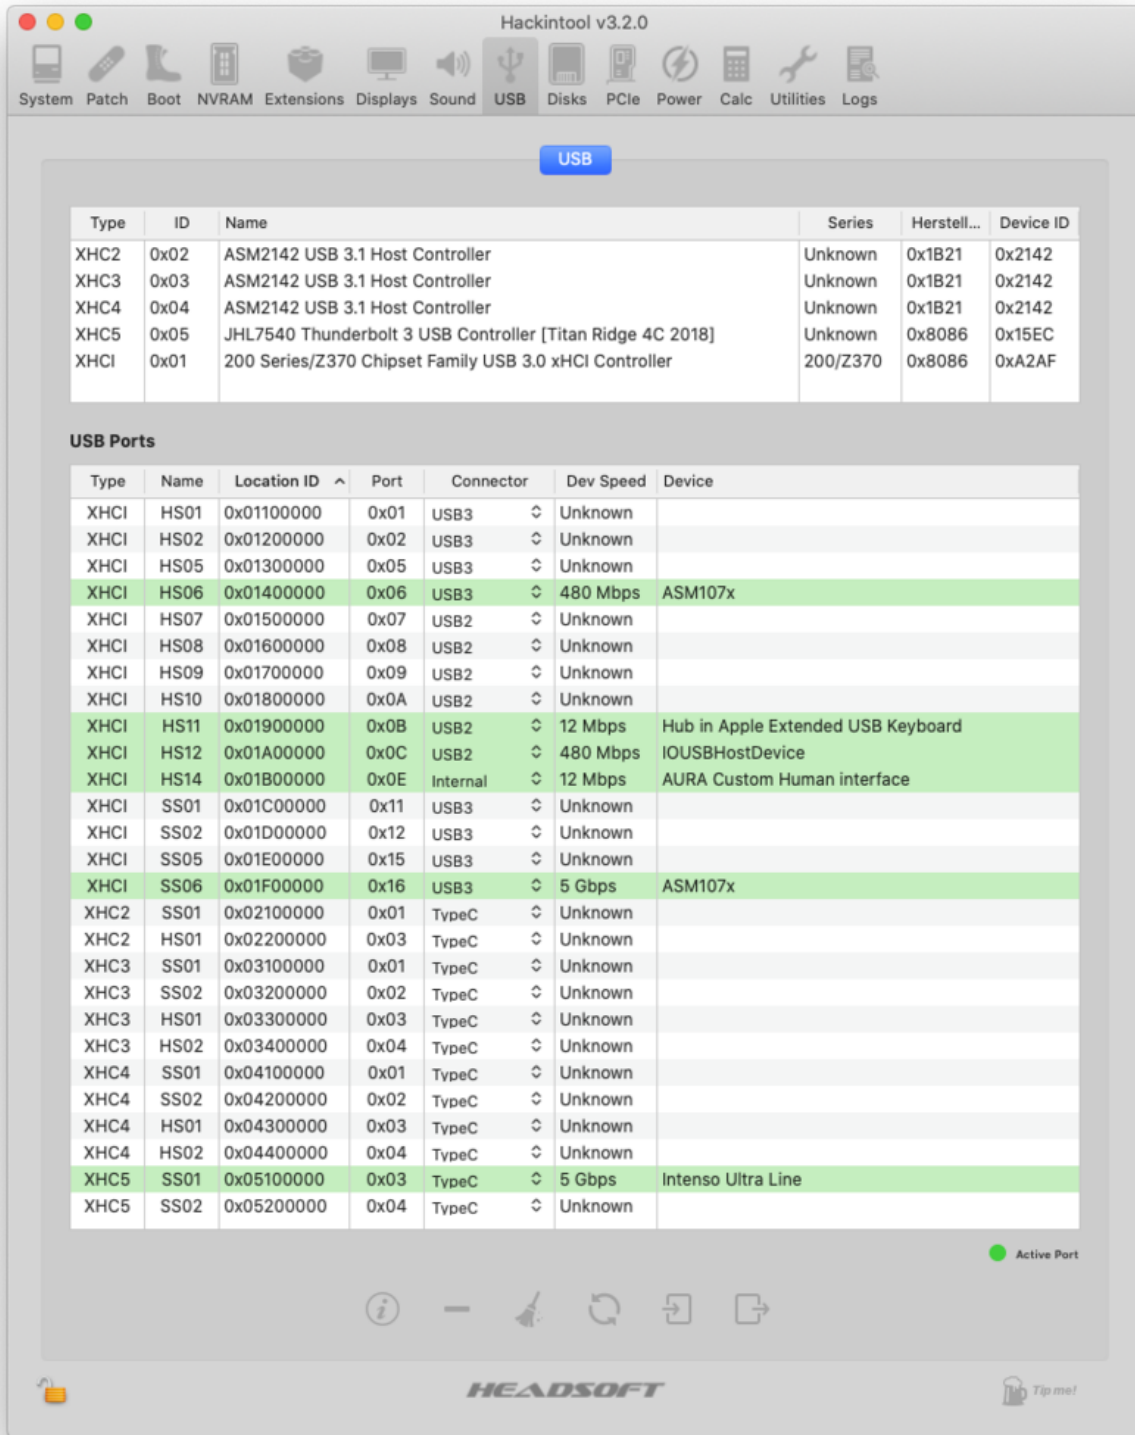 Hackintool v3.2.0
System Patch Boot NVRAM Extensions Displays Sound USB Disks PCIe Power Calc Utilities Logs
USB
Type ID Name Series Herstell... Device ID
XHC2 0x02 ASM2142 USB 3.1 Host Controller Unknown 0x1B21 0x2142
XHC3 0x03 ASM2142 USB 3.1 Host Controller Unknown 0x1B21 0x2142
XHC4 0x04 ASM2142 USB 3.1 Host Controller Unknown 0x1B21 0x2142
XHC5 0x05 JHL7540 Thunderbolt 3 USB Controller [Titan Ridge 4C 2018] Unknown 0x8086 0x15EC
XHCI 0x01 200 Series/Z370 Chipset Family USB 3.0 xHCI Controller 200/Z370 0x8086 0xA2AF
USB Ports
Type Name Location ID Port Connector Dev Speed Device
XHCI HS01 0x01100000 0x01 USB3 Unknown
XHCI HS02 0x01200000 0x02 USB3 Unknown
XHCI HS05 0x01300000 0x05 USB3 Unknown
XHCI HS06 0x01400000 0x06 USB3 480 Mbps ASM107x
XHCI HS07 0x01500000 0x07 USB2 Unknown
XHCI HS08 0x01600000 0x08 USB2 Unknown
XHCI HS09 0x01700000 0x09 USB2 Unknown
XHCI HS10 0x01800000 0x0A USB2 Unknown
XHCI HS11 0x01900000 0x0B USB2 12 Mbps Hub in Apple Extended USB Keyboard
XHCI HS12 0x01A00000 0x0C USB2 480 Mbps IOUSBHostDevice
XHCI HS14 0x01B00000 0x0E Internal 12 Mbps AURA Custom Human interface
XHCI SS01 0x01C00000 0x11 USB3 Unknown
XHCI SS02 0x01D00000 0x12 USB3 Unknown
XHCI SS05 0x01E00000 0x15 USB3 Unknown
XHCI SS06 0x01F00000 0x16 USB3 5 Gbps ASM107x
XHC2 SS01 0x02100000 0x01 TypeC Unknown
XHC2 HS01 0x02200000 0x03 TypeC Unknown
XHC3 SS01 0x03100000 0x01 TypeC Unknown
XHC3 SS02 0x03200000 0x02 TypeC Unknown
XHC3 HS01 0x03300000 0x03 TypeC Unknown
XHC3 HS02 0x03400000 0x04 TypeC Unknown
XHC4 SS01 0x04100000 0x01 TypeC Unknown
XHC4 SS02 0x04200000 0x02 TypeC Unknown
XHC4 HS01 0x04300000 0x03 TypeC Unknown
XHC4 HS02 0x04400000 0x04 TypeC Unknown
XHC5 SS01 0x05100000 0x03 TypeC 5 Gbps Intenso Ultra Line
XHC5 SS02 0x05200000 0x04 TypeC Unknown
Active Port
HEADSOFT
Tip me!